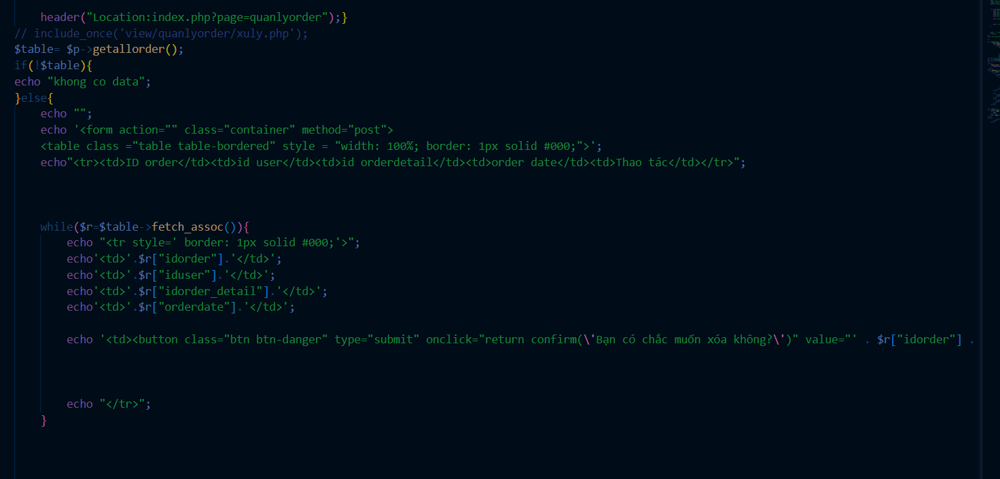 header("Location:index.php?page=quanlyorder");}
// include_once('view/quanlyorder/xuly.php');
$table= $p->getallorder();
if(!$table){
echo "khong co data";
}else{
echo "";
echo '<form action="" class="container" method="post">
<table class ="table table-bordered" style = "width: 100%; border: 1px solid #000;">';
echo"<tr><td>ID order</td><td>id user</td><td>id orderdetail</td><td>order date</td><td>Thao tác</td></tr>";
while($r=$table->fetch_assoc()){
echo "<tr style=' border: 1px solid #000;'>";
echo'<td>'.$r["idorder"].'</td>';
echo'<td>'.$r["iduser"].'</td>';
echo'<td>'.$r["idorder_detail"].'</td>';
echo'<td>'.$r["orderdate"].'</td>';
echo '<td><button class="btn btn-danger" type="submit" onclick="return confirm(\'Bạn có chắc muốn xóa không?\')" value="' . $r["idorder"] .
echo "</tr>";
}